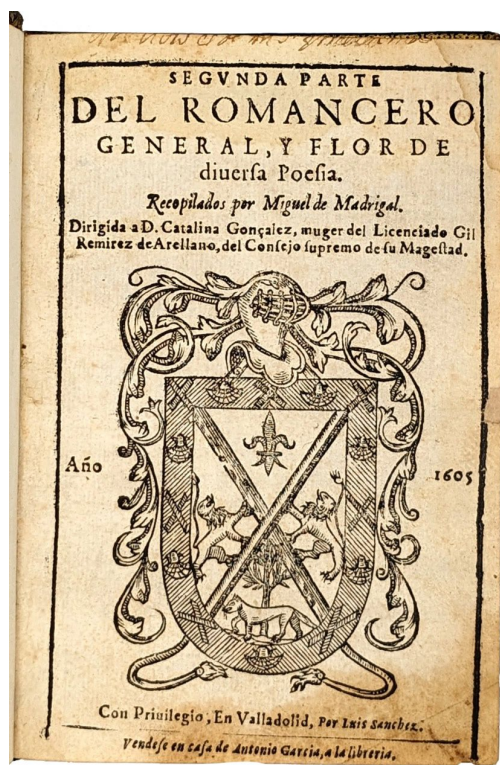 SEGVNDA PARTE
DEL ROMANCERO
GENERAL, Y FLOR DE
diuerſa Poeſia.
Recopilados por Miguel de Madrigal.
Dirigida a D. Catalina Gonçalez, muger del Licenciado Gil
Remirez de Arellano, del Conſejo ſupremo de ſu Mageſtad.
Año 1605
Con Priuilegio, En Valladolid, Por Luis Sanchez.
Vendeſe en caſa de Antonio Garcia, a la libreria.